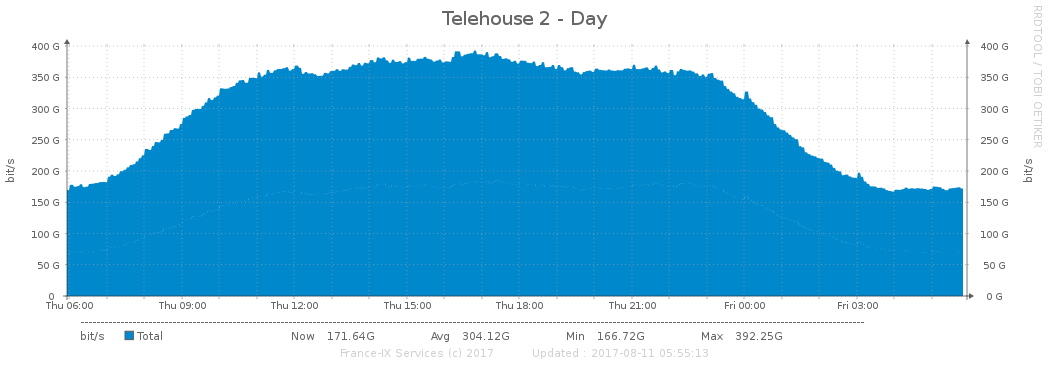 Telehouse 2 - Day
RRDTOOL / TOBI OETIKER
bit/s
bit/s
400 G 400 G
350 G 350 G
300 G 300 G
250 G 250 G
200 G 200 G
150 G 150 G
100 G 100 G
50 G 50 G
0 0 G
Thu 06:00 Thu 09:00 Thu 12:00 Thu 15:00 Thu 18:00 Thu 21:00 Fri 00:00 Fri 03:00
bit/s Total Now 171.64G Avg 304.12G Min 166.72G Max 392.25G
France-IX Services (c) 2017 Updated : 2017-08-11 05:55:13